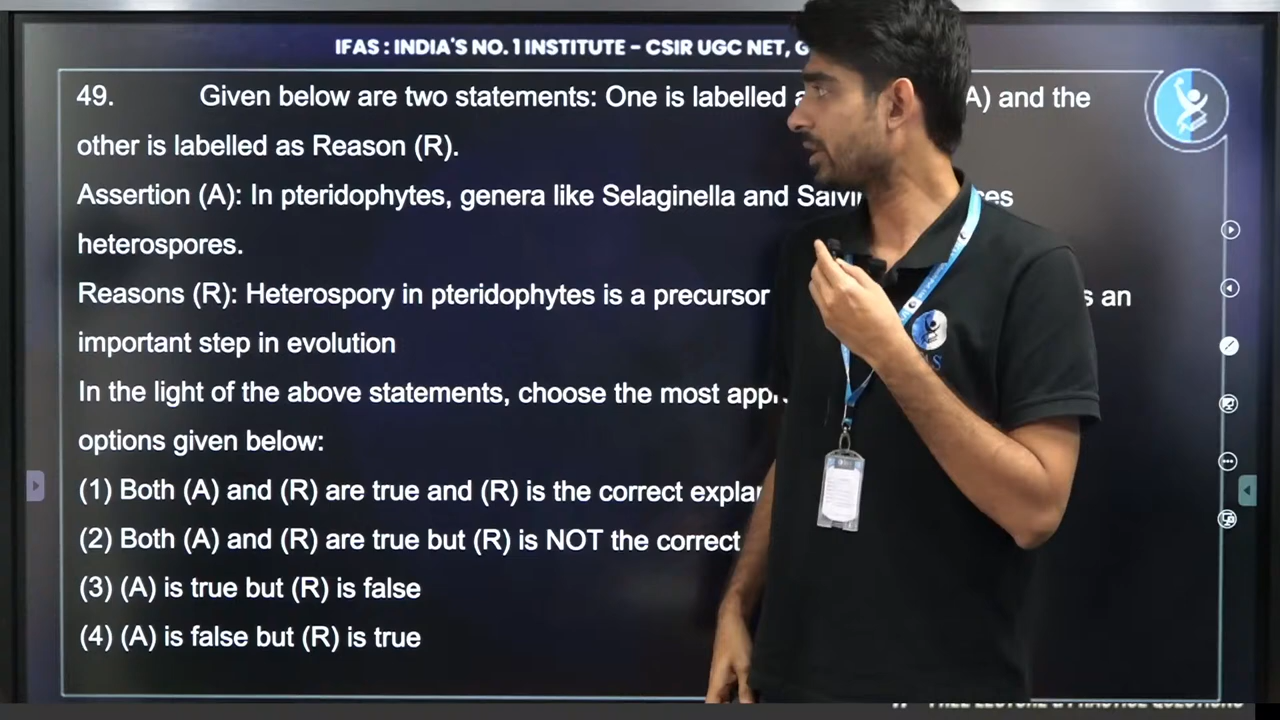 IFAS : INDIA'S NO. 1 INSTITUTE - CSIR UGC NET, G
49. Given below are two statements: One is labelled A) and the
other is labelled as Reason (R).
Assertion (A): In pteridophytes, genera like Selaginella and
heterospores.
Reasons (R): Heterospory in pteridophytes is a precursor an
important step in evolution
In the light of the above statements, choose the most
options given below:
(1) Both (A) and (R) are true and (R) is the correct
(2) Both (A) and (R) are true but (R) is NOT the correct
(3) (A) is true but (R) is false
(4) (A) is false but (R) is true